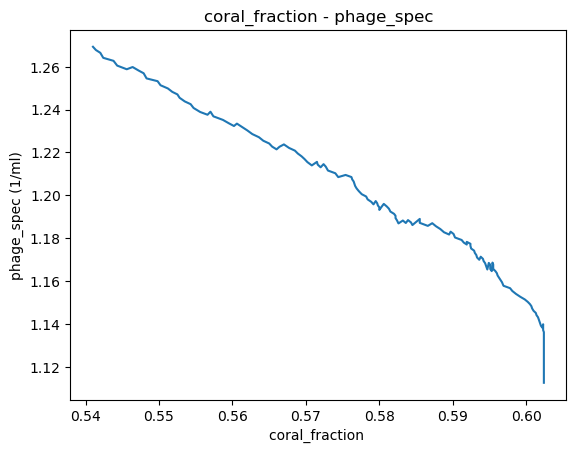 coral_fraction - phage_spec
phage_spec (1/ml)
1.26
1.24
1.22
1.20
1.18
1.16
1.14
1.12
0.54 0.55 0.56 0.57 0.58 0.59 0.60
coral_fraction